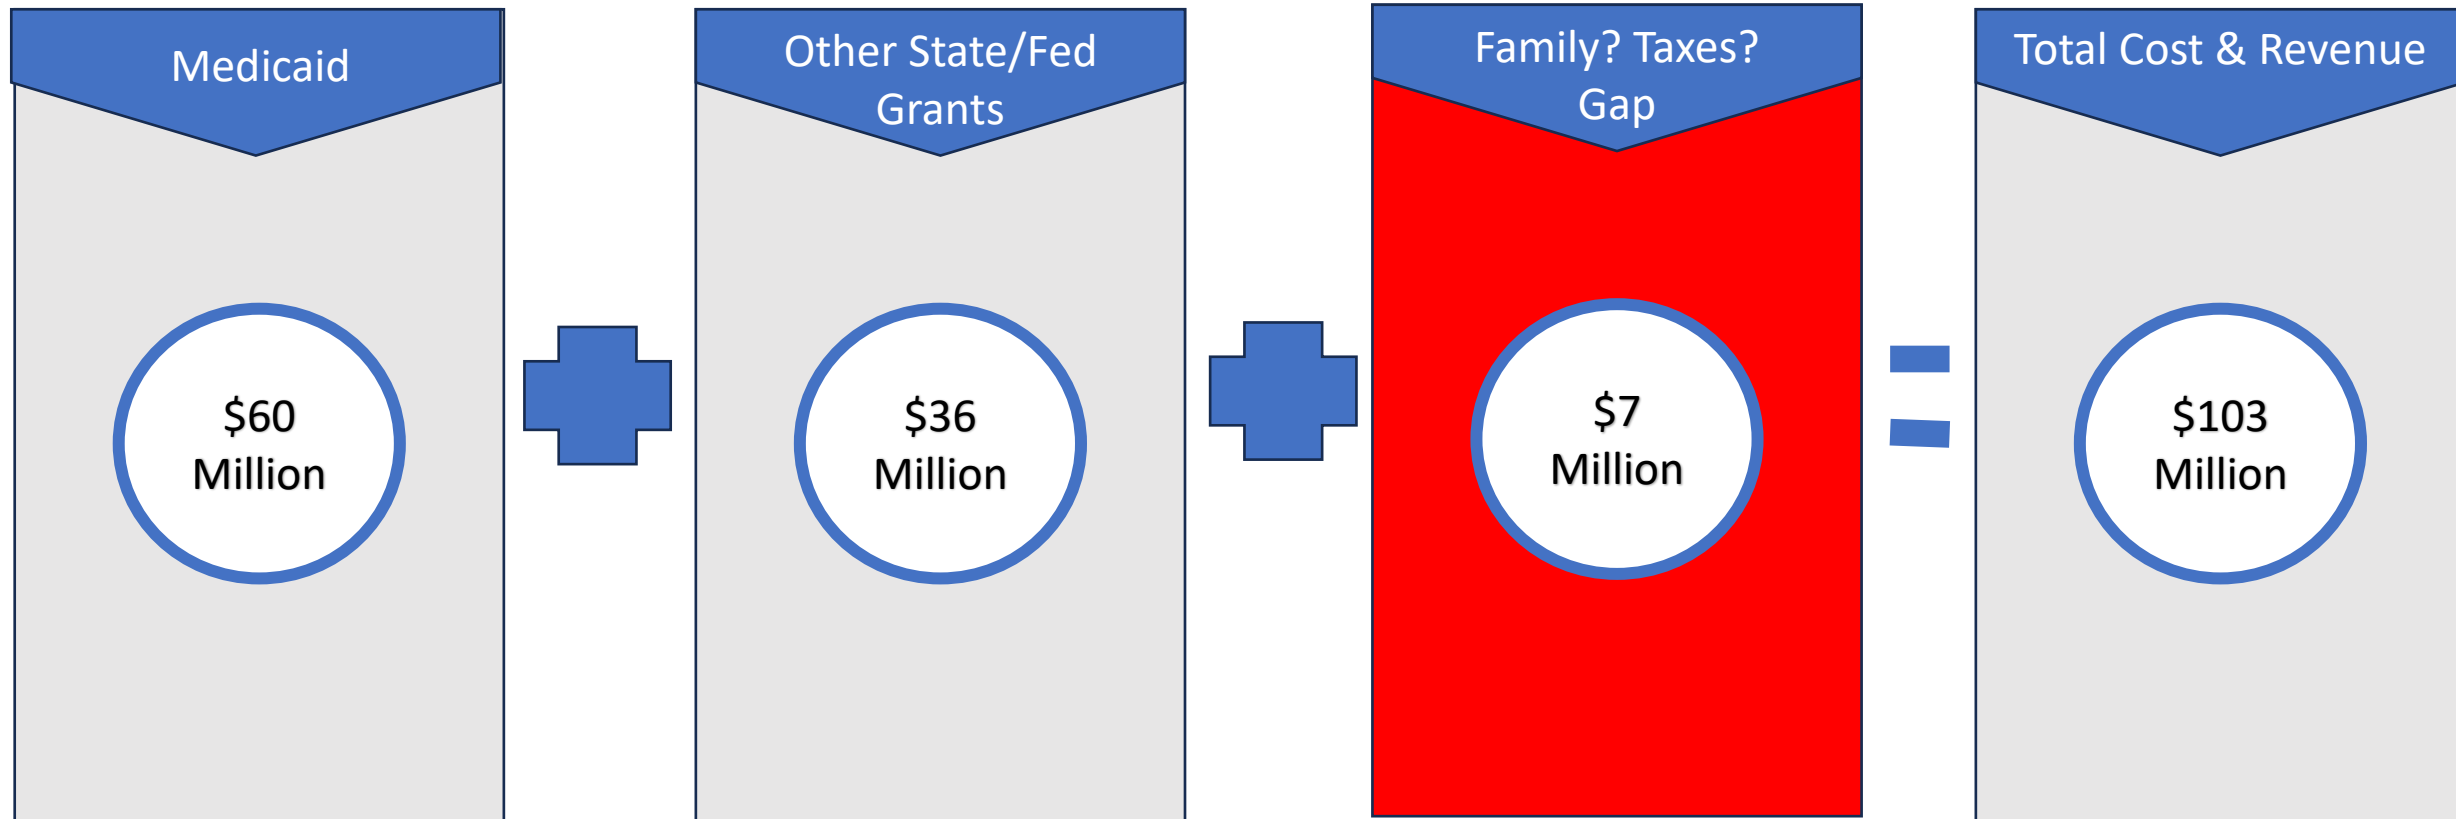 Medicaid
$60
Million
Other State/Fed
Grants
$36
Million
Family? Taxes?
Gap
$7
Million
Total Cost & Revenue
$103
Million